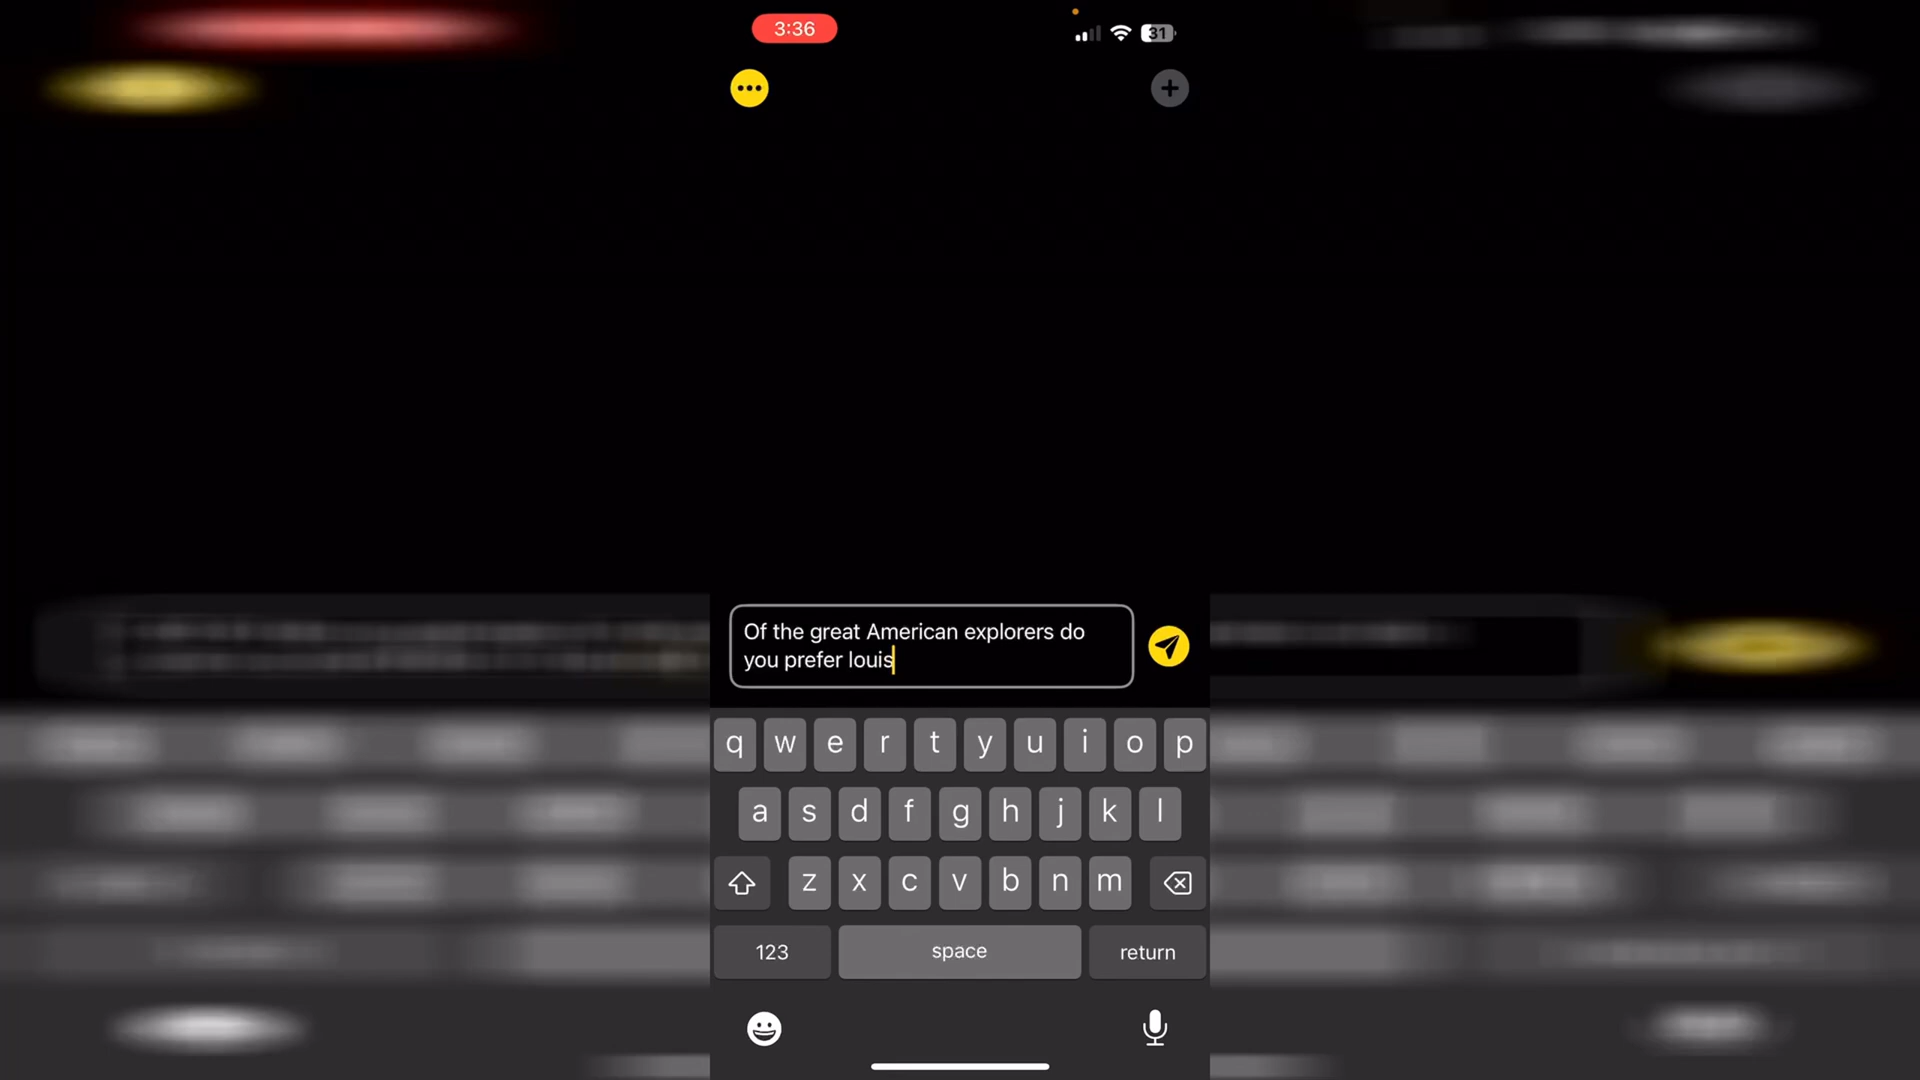 3:36
31
Of the great American explorers do
you prefer louis
q w e r t y u i o p
a s d f g h j k l
z x c v b n m
123 space return